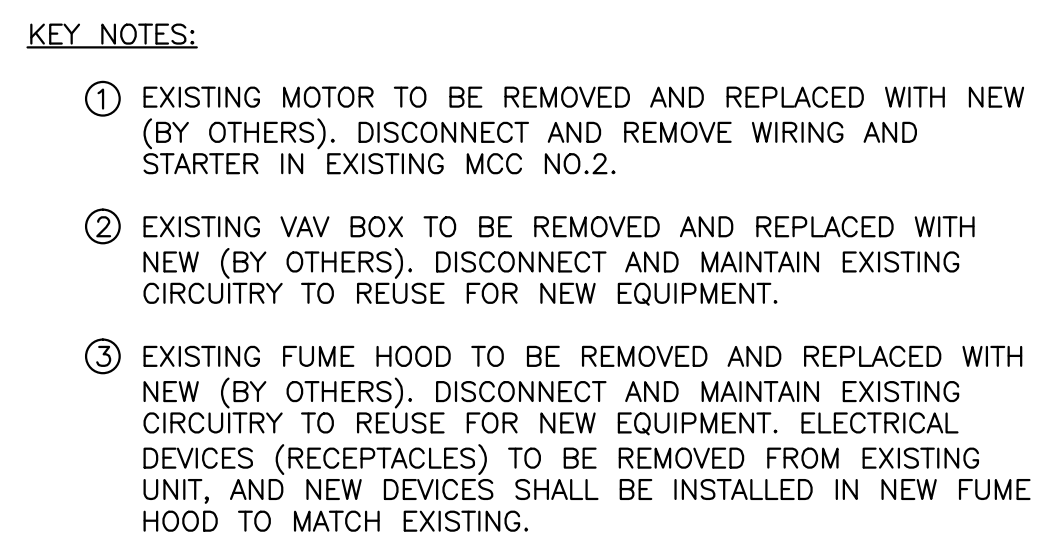 KEY NOTES:
① EXISTING MOTOR TO BE REMOVED AND REPLACED WITH NEW
(BY OTHERS). DISCONNECT AND REMOVE WIRING AND
STARTER IN EXISTING MCC NO.2.
② EXISTING VAV BOX TO BE REMOVED AND REPLACED WITH
NEW (BY OTHERS). DISCONNECT AND MAINTAIN EXISTING
CIRCUITRY TO REUSE FOR NEW EQUIPMENT.
③ EXISTING FUME HOOD TO BE REMOVED AND REPLACED WITH
NEW (BY OTHERS). DISCONNECT AND MAINTAIN EXISTING
CIRCUITRY TO REUSE FOR NEW EQUIPMENT. ELECTRICAL
DEVICES (RECEPTACLES) TO BE REMOVED FROM EXISTING
UNIT, AND NEW DEVICES SHALL BE INSTALLED IN NEW FUME
HOOD TO MATCH EXISTING.